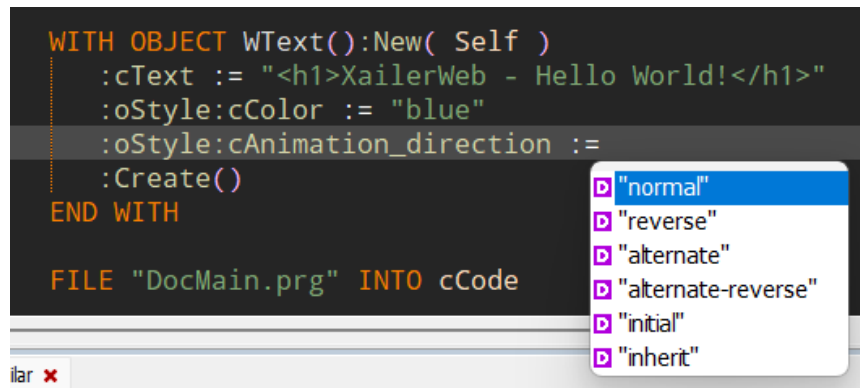 WITH OBJECT WText():New( Self )
:cText := "<h1>XailerWeb - Hello World!</h1>"
:oStyle:cColor := "blue"
:oStyle:cAnimation_direction :=
:Create()
END WITH
FILE "DocMain.prg" INTO cCode
D "normal"
D "reverse"
D "alternate"
D "alternate-reverse"
D "initial"
D "inherit"
ilar